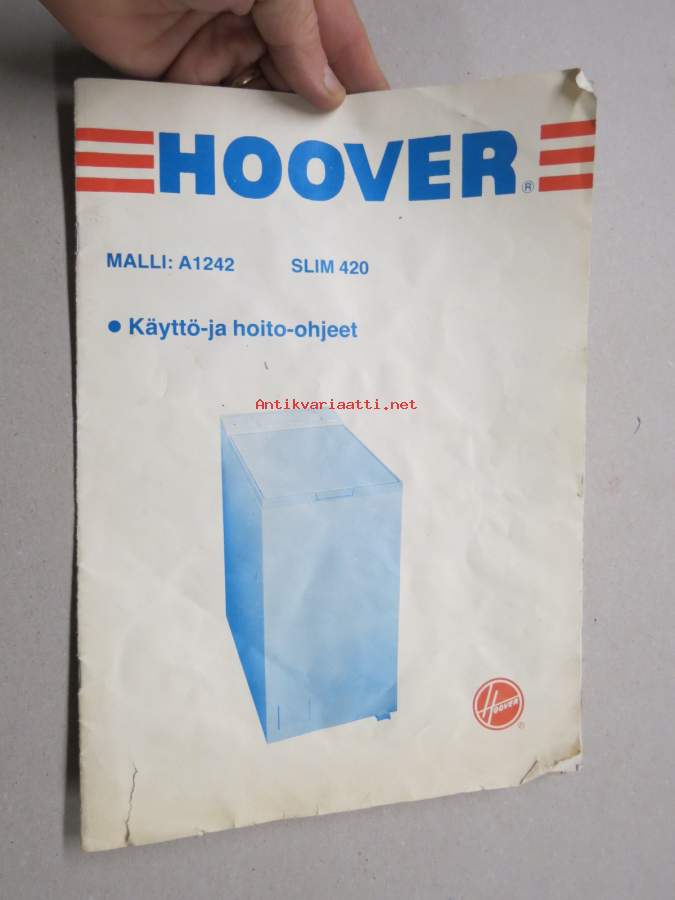 HOOVER®
MALLI: A1242 SLIM 420
● Käyttö-ja hoito-ohjeet
Antikvariaatti.net
Hoover®